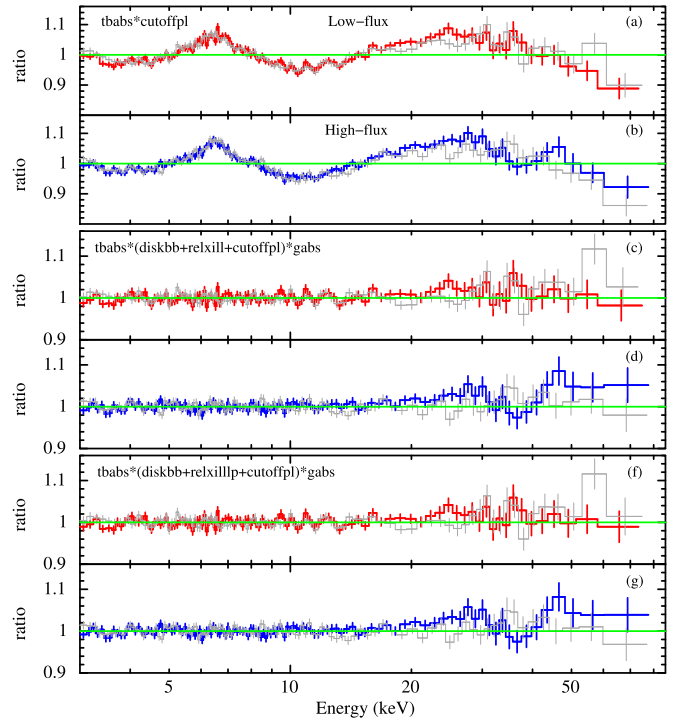 tbabs*cutoffpl Low−flux (a)
ratio
1.1
1
0.9
High−flux (b)
ratio
1.1
1
0.9
(c)
tbabs*(diskbb+relxill+cutoffpl)*gabs
ratio
1.1
1
0.9
(d)
ratio
1.1
1
0.9
(f)
tbabs*(diskbb+relxilllp+cutoffpl)*gabs
ratio
1.1
1
0.9
(g)
ratio
1.1
1
0.9
5 10 20 50
Energy (keV)